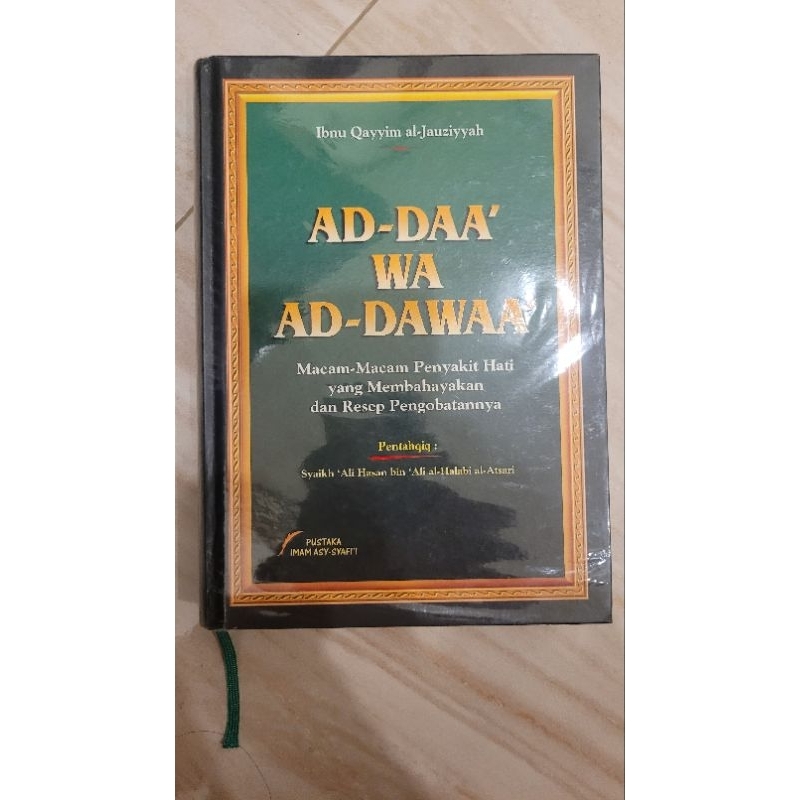 Ibnu Qayyim al-Jauziyyah
AD-DAA'
WA
AD-DAWAA'
Macam-Macam Penyakit Hati
yang Membahayakan
dan Resep Pengobatannya
Pentahqiq :
Syaikh 'Ali Hasan bin 'Ali al-Halabi al-Atsari
PUSTAKA
IMAM ASY-SYAFI'I